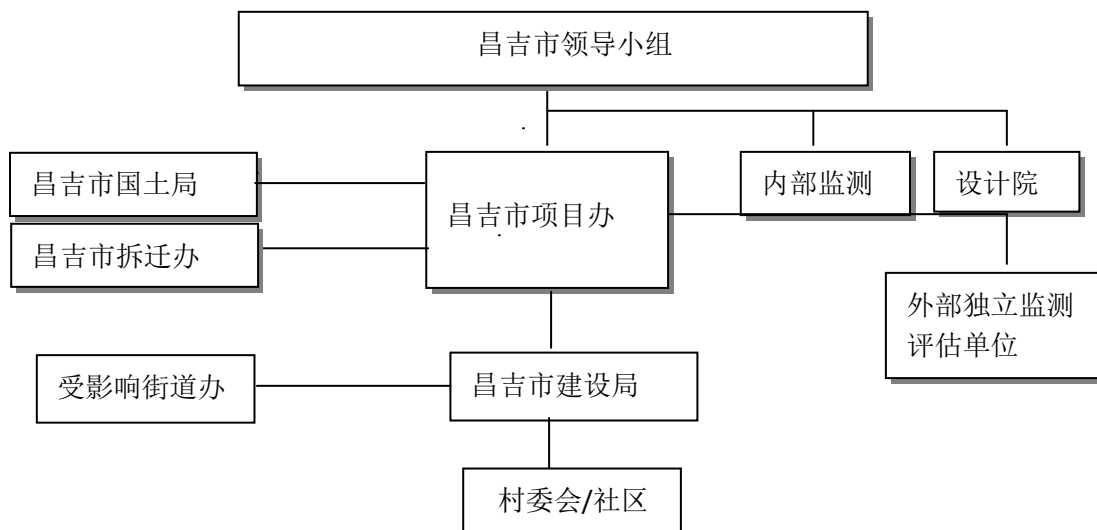 昌吉市领导小组
昌吉市国土局
昌吉市项目办
内部监测
设计院
昌吉市拆迁办
外部独立监测
评估单位
受影响街道办
昌吉市建设局
村委会/社区